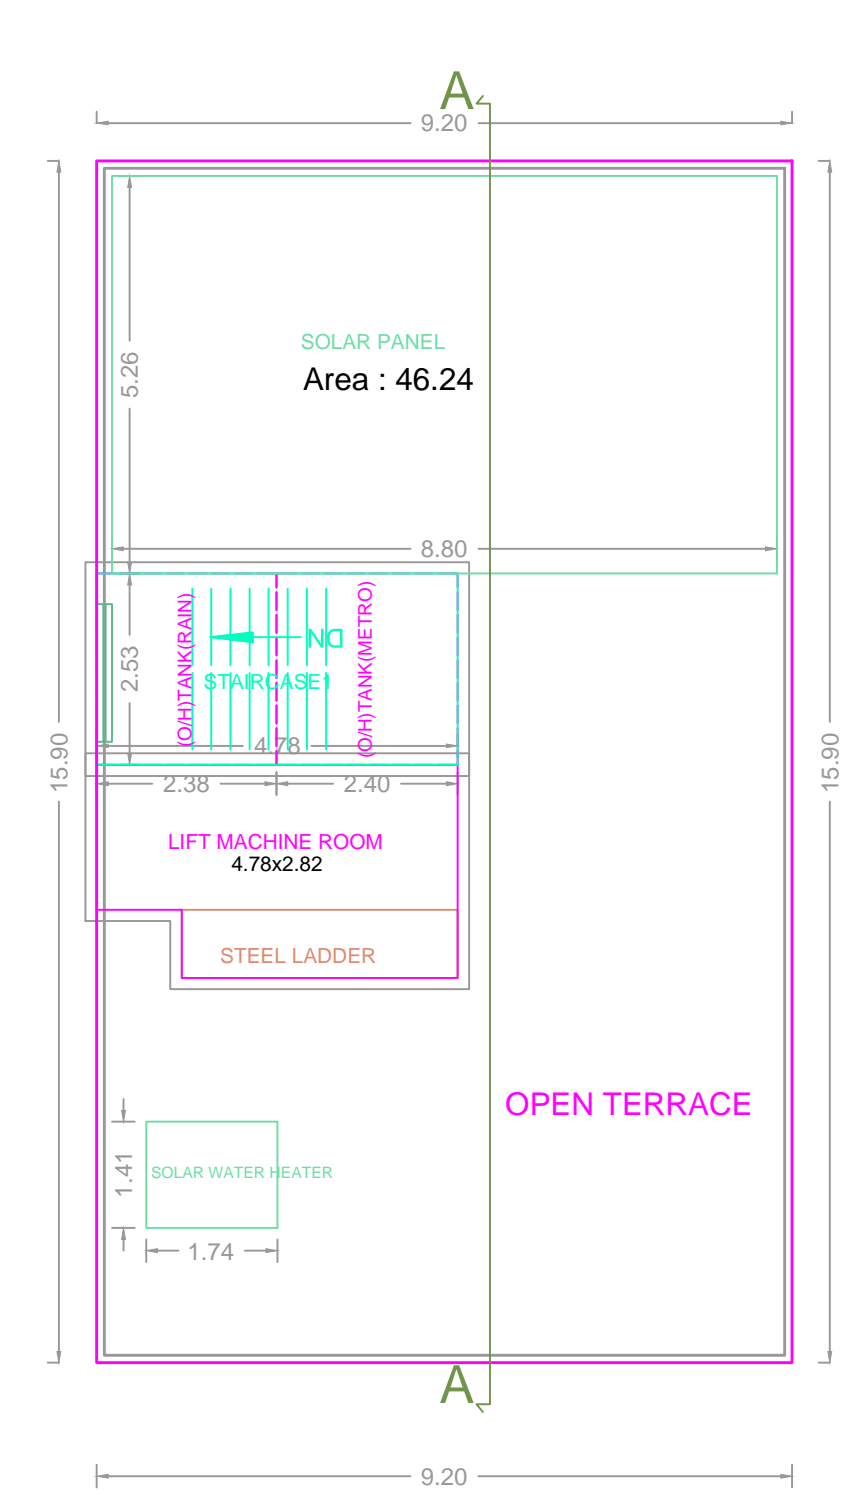 A
9.20
SOLAR PANEL
Area : 46.24
5.26
8.80
15.90
15.90
(O/H)TANK(RAIN)
DN
(O/H)TANK(METRO)
2.53
STAIRCASE1
4.78
2.38
2.40
LIFT MACHINE ROOM
4.78x2.82
STEEL LADDER
OPEN TERRACE
1.41
SOLAR WATER HEATER
1.74
A
9.20